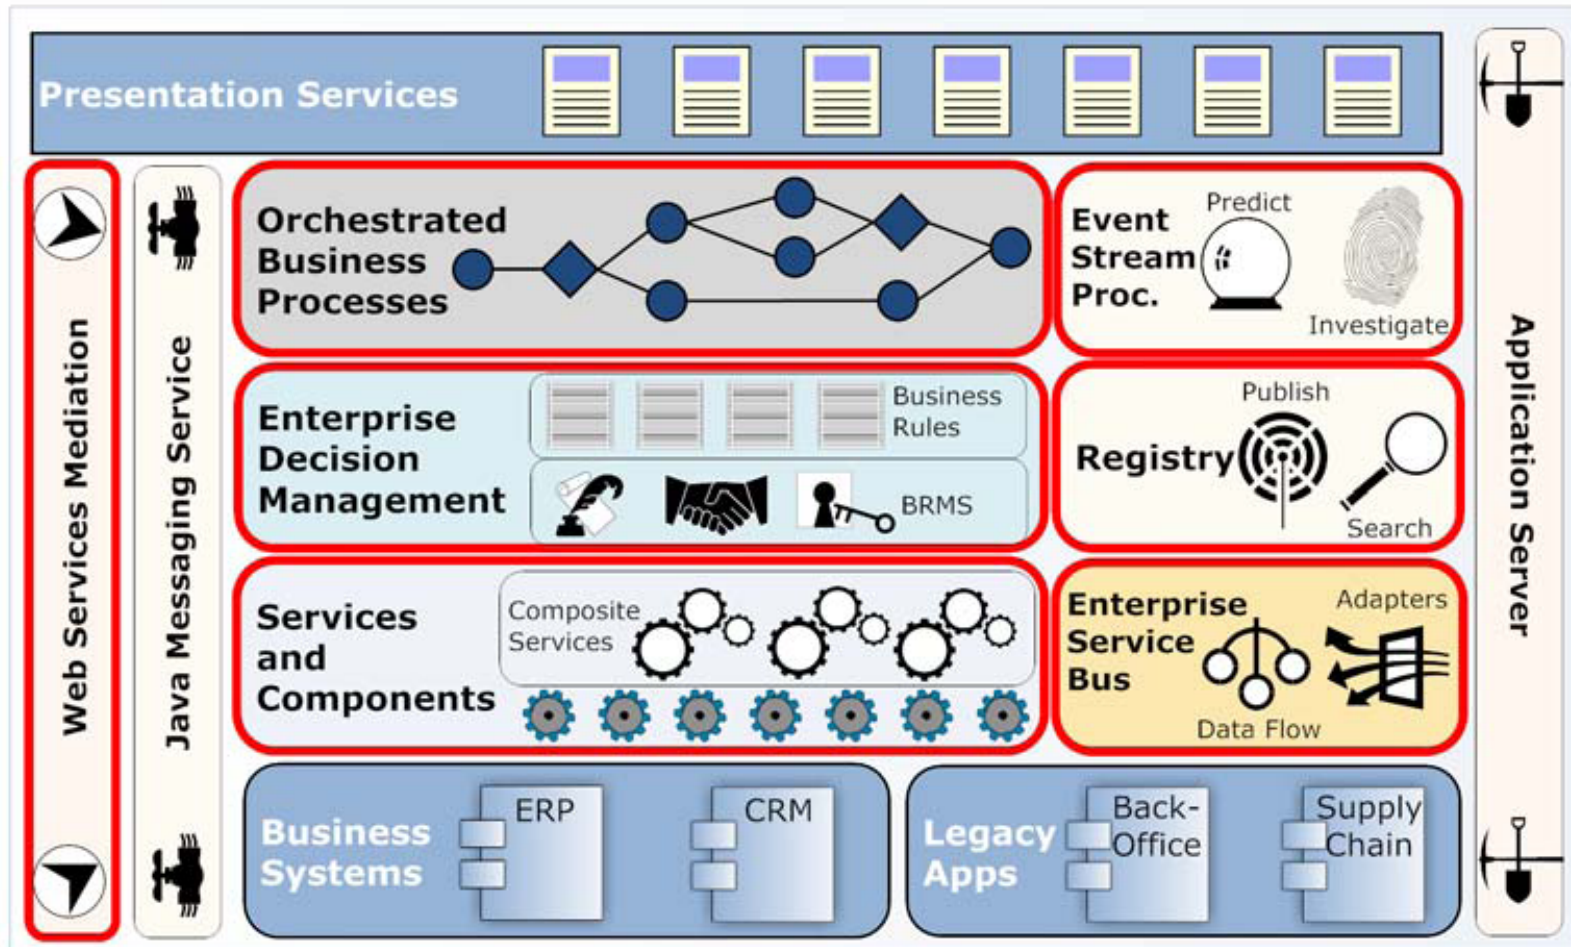 Presentation Services
Web Services Mediation
Java Messaging Service
Orchestrated
Business
Processes
Event
Stream
Proc.
Predict
Investigate
Enterprise
Decision
Management
Business
Rules
BRMS
Registry
Publish
Search
Services
and
Components
Composite
Services
Enterprise
Service
Bus
Adapters
Data Flow
Business
Systems
ERP
CRM
Legacy
Apps
Back-
Office
Supply
Chain
Application Server